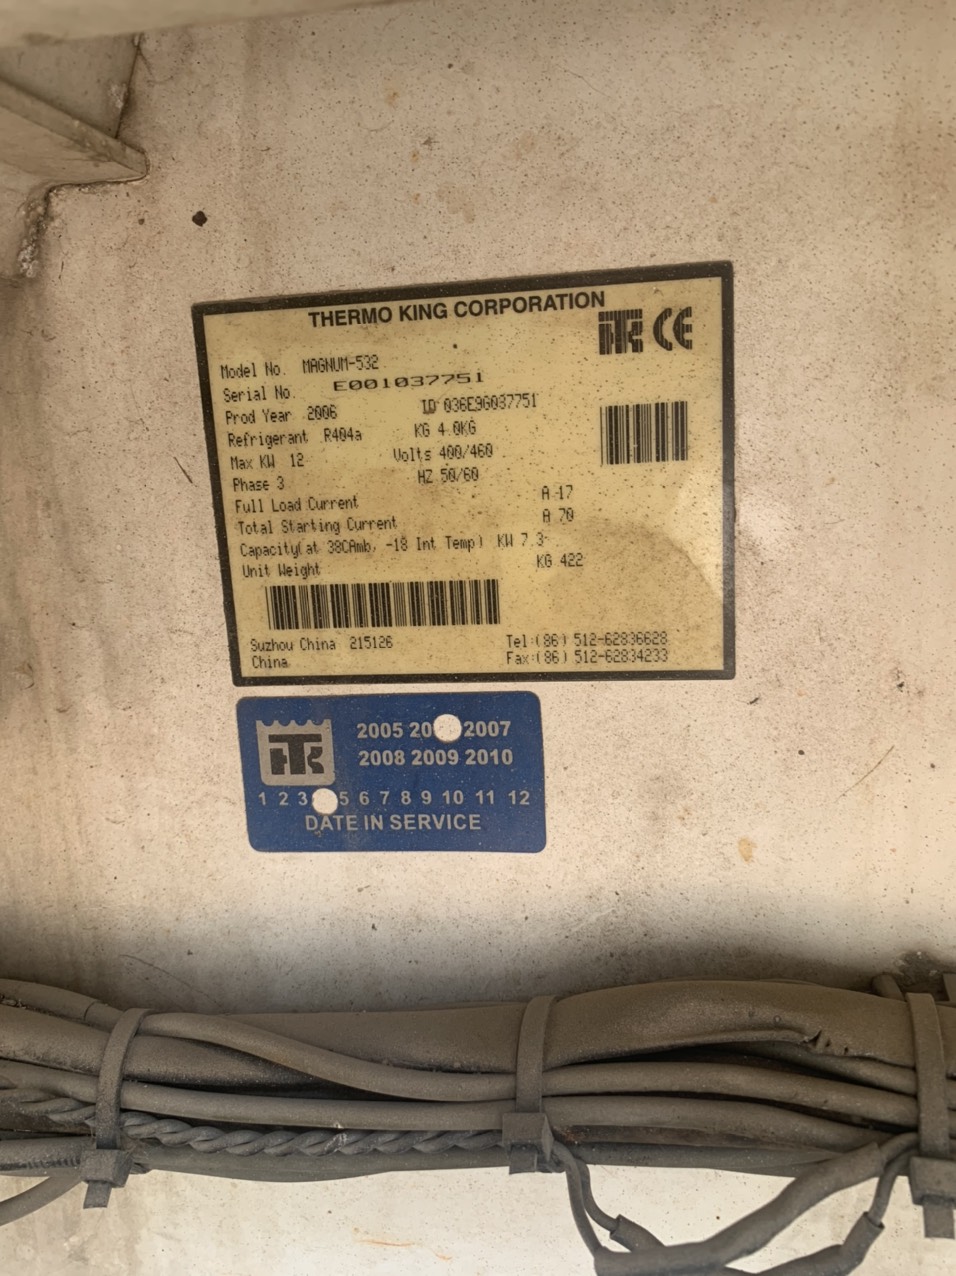 THERMO KING CORPORATION
TK CE
Model No. MAGNUM-532
Serial No. E001037751
Prod Year 2006 ID 036E9G037751
Refrigerant R404a KG 4.0KG
Max KW 12 Volts 400/460
Phase 3 HZ 50/60
Full Load Current A 17
Total Starting Current A 70
Capacity(at 38CAmb, -18 Int Temp) KW 7.3
Unit Weight KG 422
Suzhou China 215126 Tel:(86) 512-62836628
China Fax:(86) 512-62834233
TK
2005 20 2007
2008 2009 2010
1 2 3 5 6 7 8 9 10 11 12
DATE IN SERVICE